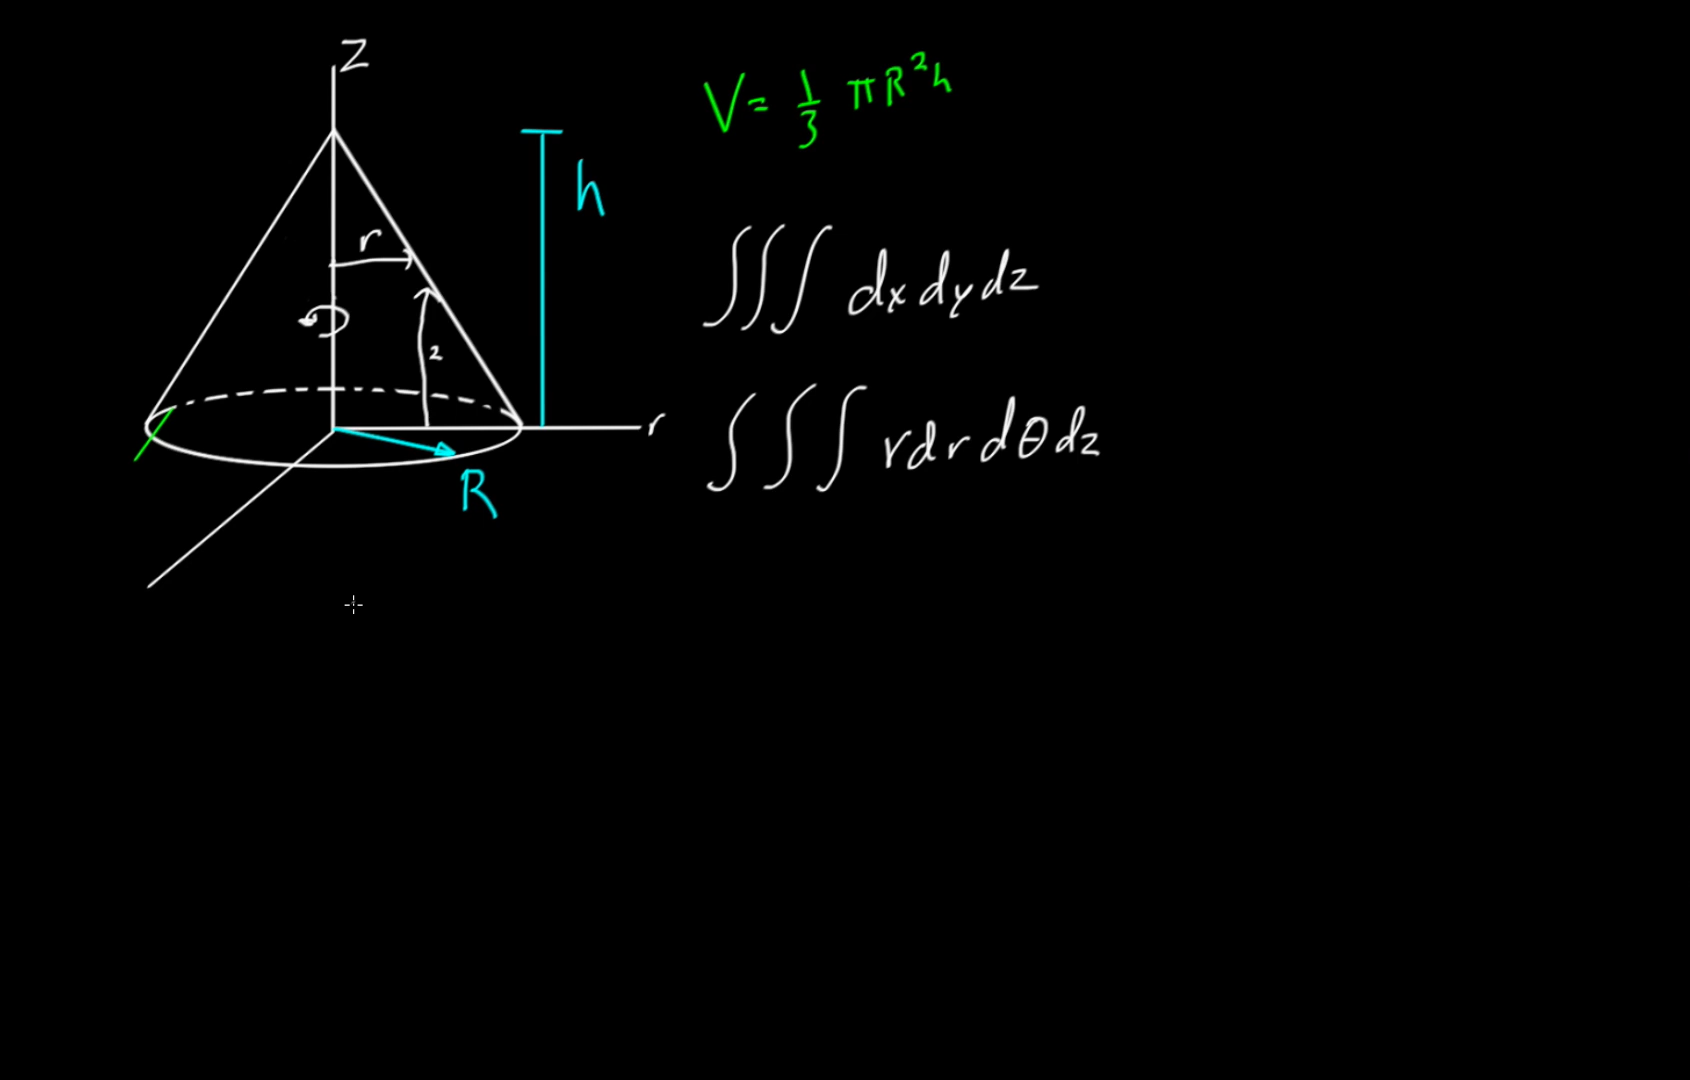 Z
V = 1/3 πR²h
h
r
∫∫∫ dx dy dz
z
r
∫∫∫ r dr dθ dz
R